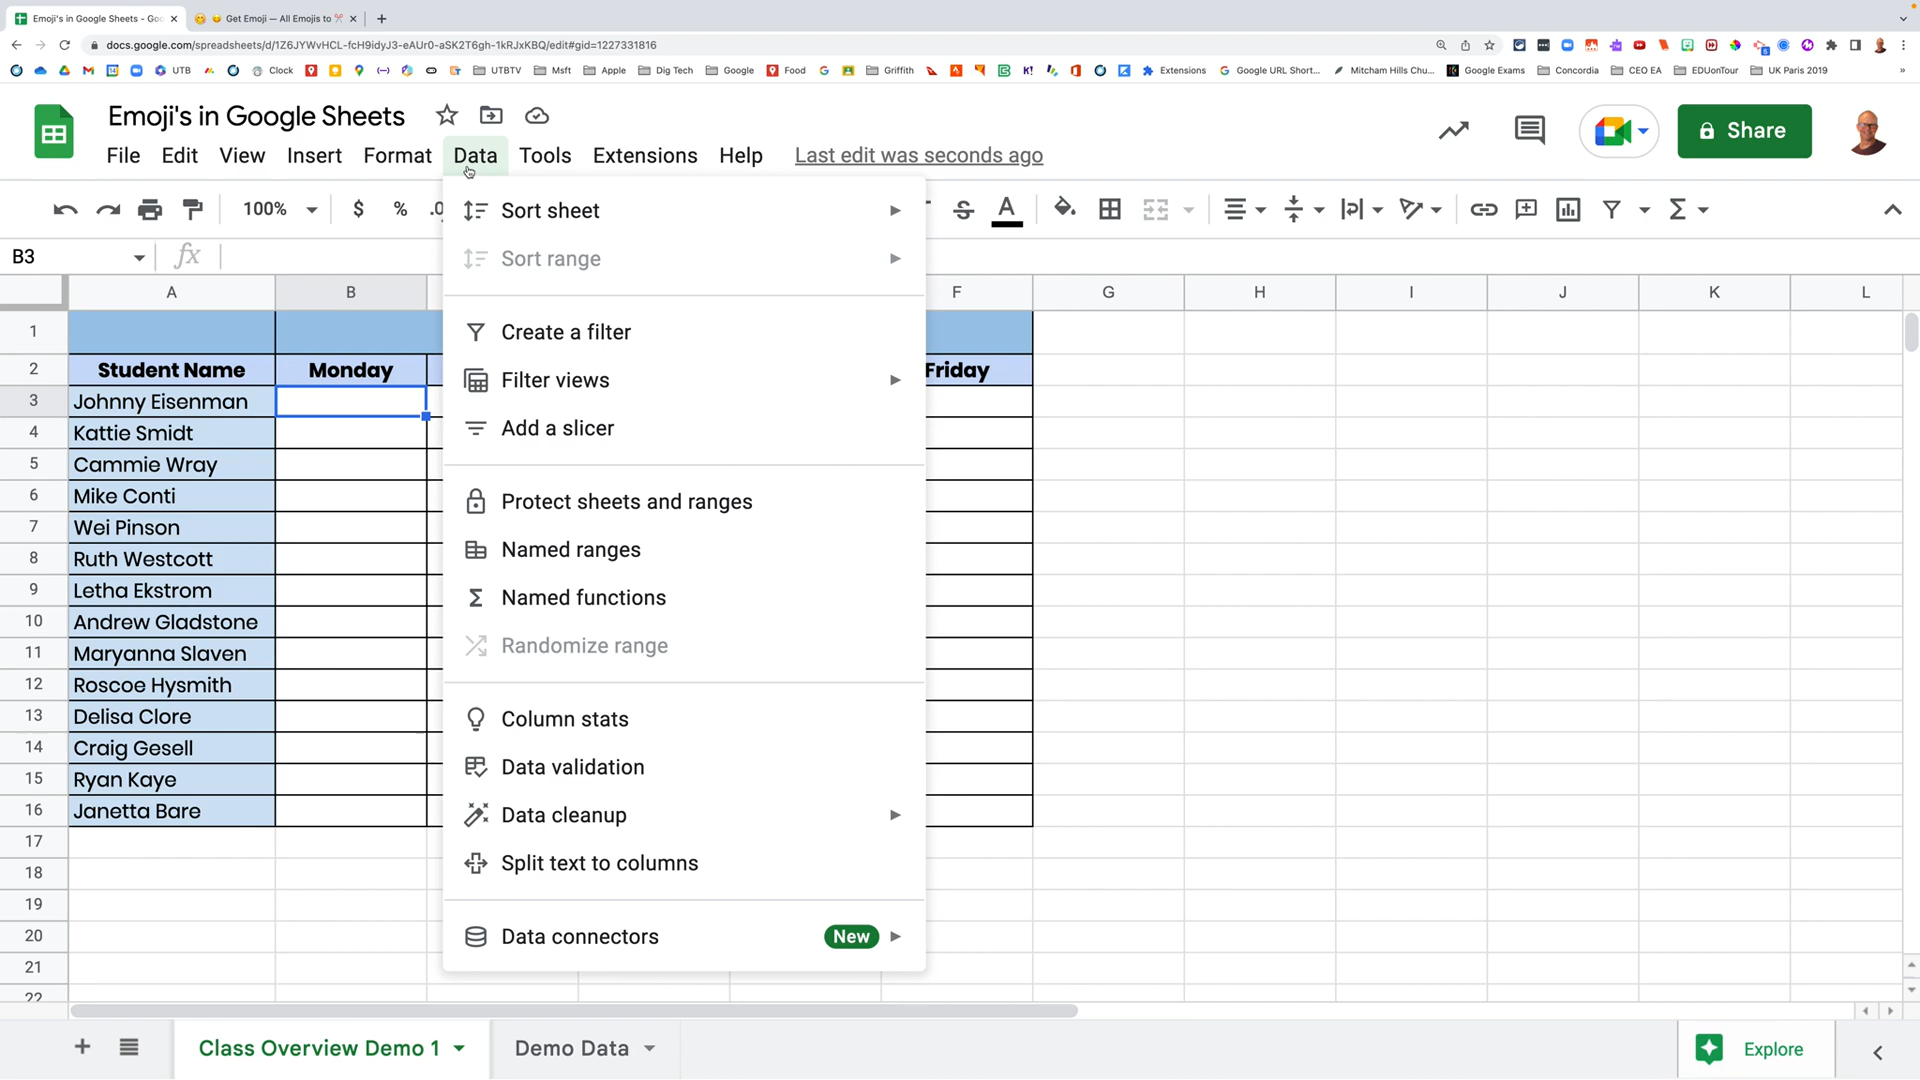 Emoji's in Google Sheets - Goo
Get Emoji — All Emojis to
docs.google.com/spreadsheets/d/1Z6JYWvHCL-fcH9idyJ3-eAUr0-aSK2T6gh-1kRJxKBQ/edit#gid=1227331816
UTB Clock UTBTV Msft Apple Dig Tech Google Food Griffith Extensions Google URL Short... Mitcham Hills Chu... Google Exams Concordia CEO EA EDUonTour UK Paris 2019 »
Emoji's in Google Sheets
Share
File Edit View Insert Format Data Tools Extensions Help Last edit was seconds ago
100% $ % .0 A Σ
B3 fx
A B F G H I J K L
Sort sheet
Sort range
Create a filter
Filter views
Add a slicer
Protect sheets and ranges
Named ranges
Named functions
Randomize range
Column stats
Data validation
Data cleanup
Split text to columns
Data connectors New
1
2 Student Name Monday Friday
3 Johnny Eisenman
4 Kattie Smidt
5 Cammie Wray
6 Mike Conti
7 Wei Pinson
8 Ruth Westcott
9 Letha Ekstrom
10 Andrew Gladstone
11 Maryanna Slaven
12 Roscoe Hysmith
13 Delisa Clore
14 Craig Gesell
15 Ryan Kaye
16 Janetta Bare
17
18
19
20
21
22
Class Overview Demo 1 Demo Data Explore